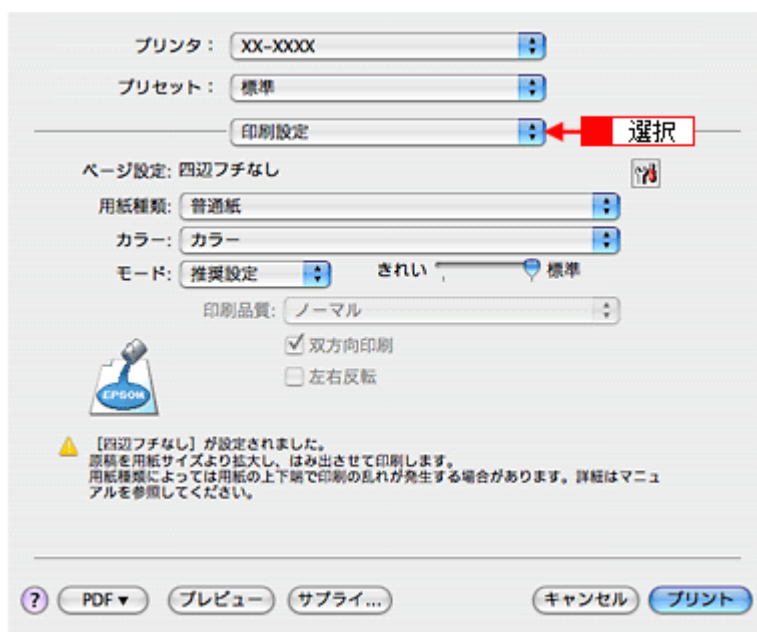 プリンタ： XX-XXXX
プリセット： 標準
印刷設定 選択
ページ設定: 四辺フチなし
用紙種類: 普通紙
カラー: カラー
モード: 推奨設定 きれい 標準
印刷品質: ノーマル
双方向印刷
左右反転
EPSON
［四辺フチなし］が設定されました。
原稿を用紙サイズより拡大し、はみ出させて印刷します。
用紙種類によっては用紙の上下端で印刷の乱れが発生する場合があります。詳細はマニュ
アルを参照してください。
? PDF▼ プレビュー サプライ... キャンセル プリント